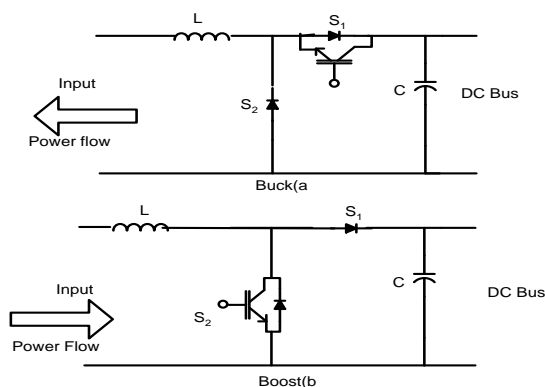 L
S1
Input
S2
C
DC Bus
Power flow
Buck(a
L
S1
Input
C
DC Bus
S2
Power Flow
Boost(b